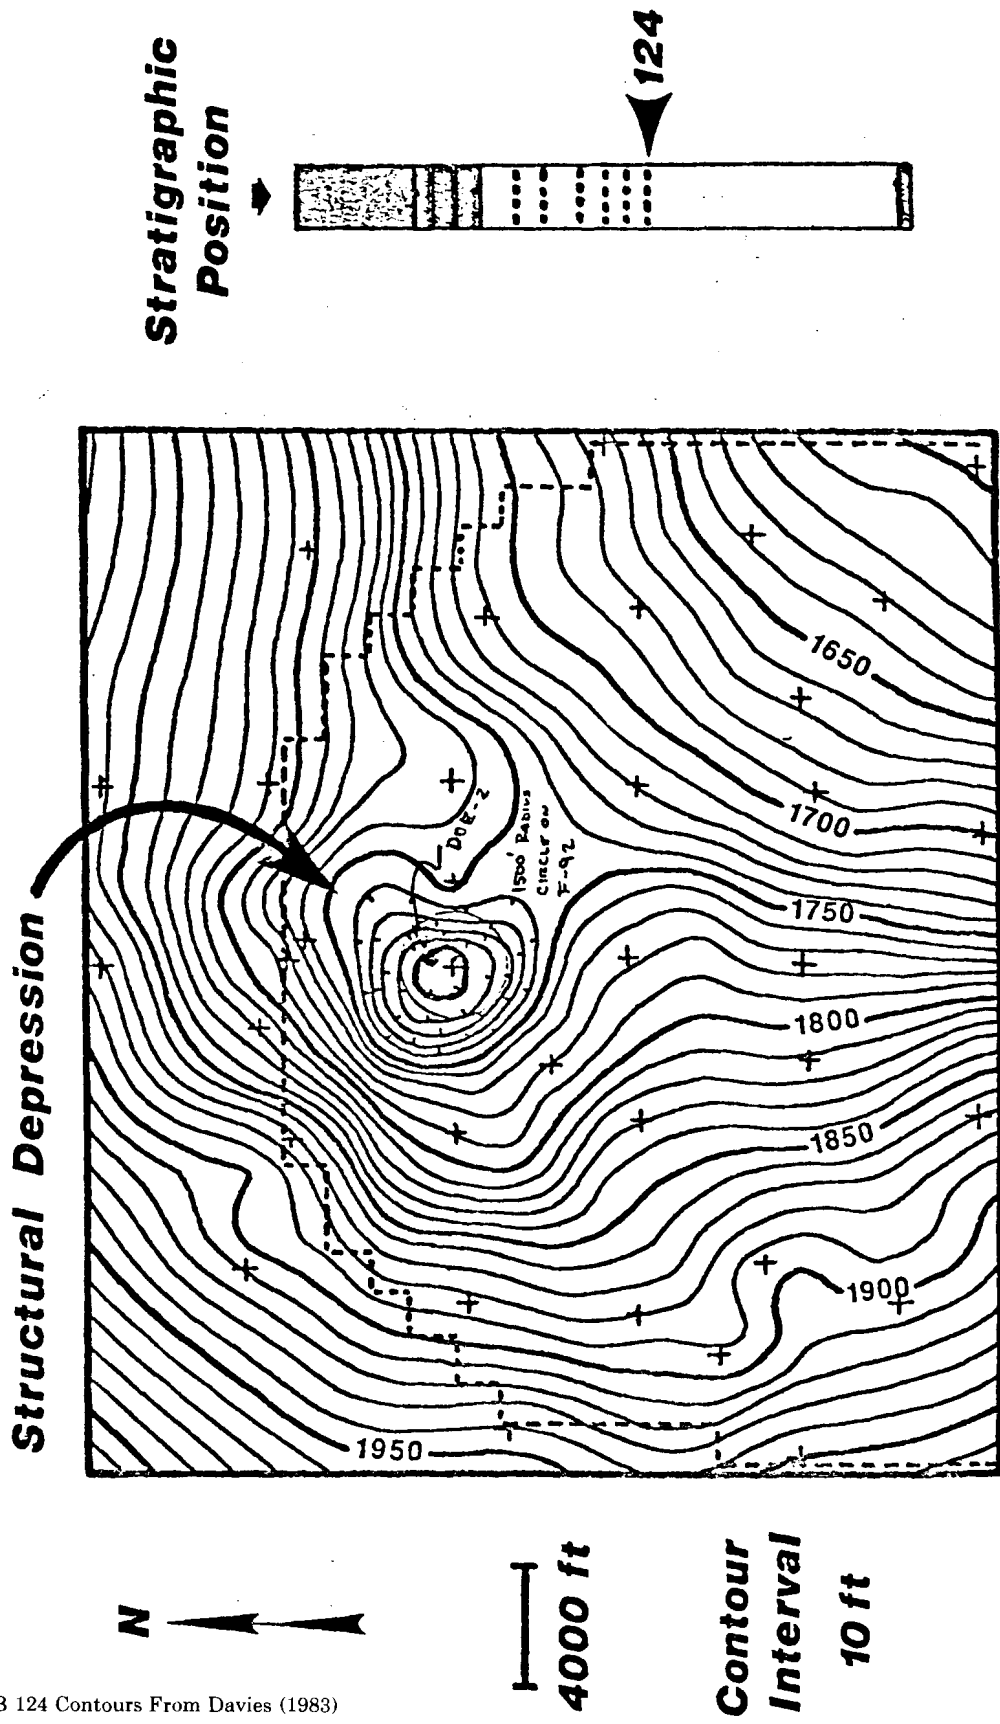 Structural Depression
Stratigraphic
Position
124
N
4000 ft
Contour
Interval
10 ft
1950
1900
1850
1800
1750
1700
1650
DOE-2
1500' RADIUS
CIRCLE ON
F-92
B 124 Contours From Davies (1983)